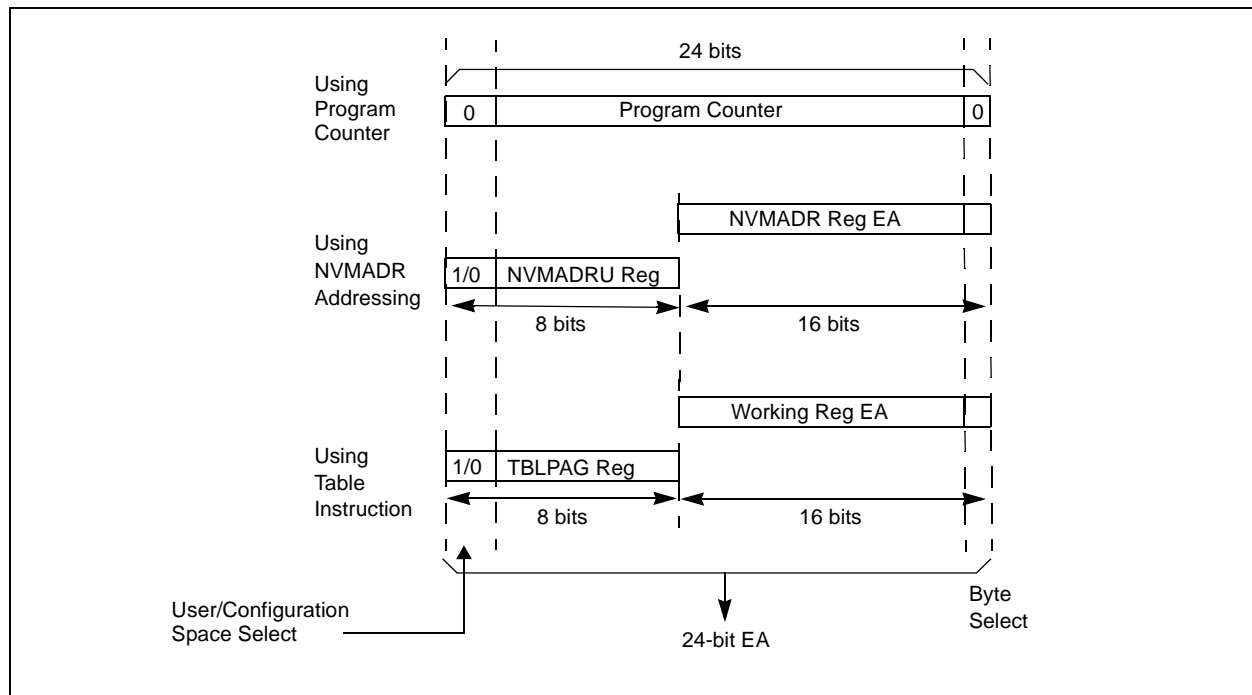 24 bits
Using
Program
Counter
0
Program Counter
0
NVMADR Reg EA
Using
NVMADR
Addressing
1/0
NVMADRU Reg
8 bits
16 bits
Working Reg EA
Using
Table
Instruction
1/0
TBLPAG Reg
8 bits
16 bits
User/Configuration
Space Select
24-bit EA
Byte
Select